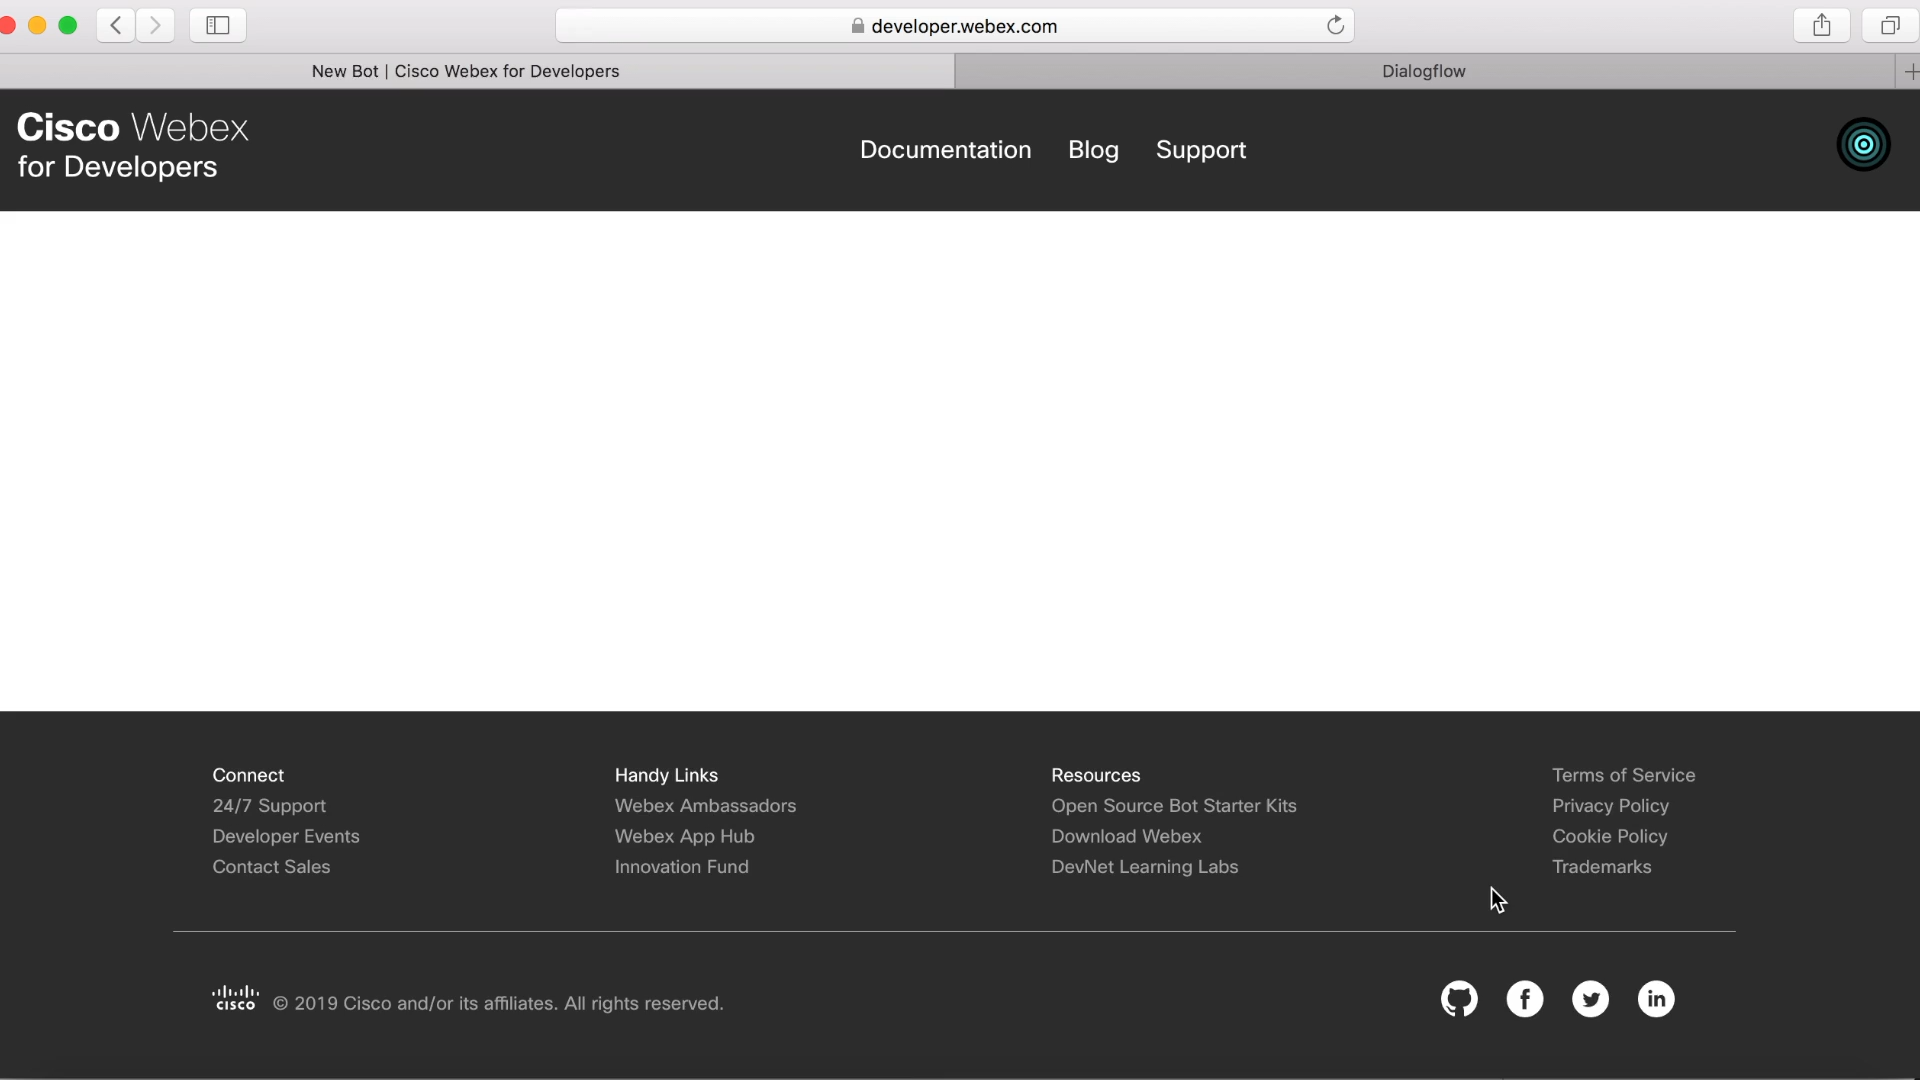 developer.webex.com
New Bot | Cisco Webex for Developers
Dialogflow
Cisco Webex
for Developers
Documentation
Blog
Support
Connect
24/7 Support
Developer Events
Contact Sales
Handy Links
Webex Ambassadors
Webex App Hub
Innovation Fund
Resources
Open Source Bot Starter Kits
Download Webex
DevNet Learning Labs
Terms of Service
Privacy Policy
Cookie Policy
Trademarks
CISCO
© 2019 Cisco and/or its affiliates. All rights reserved.